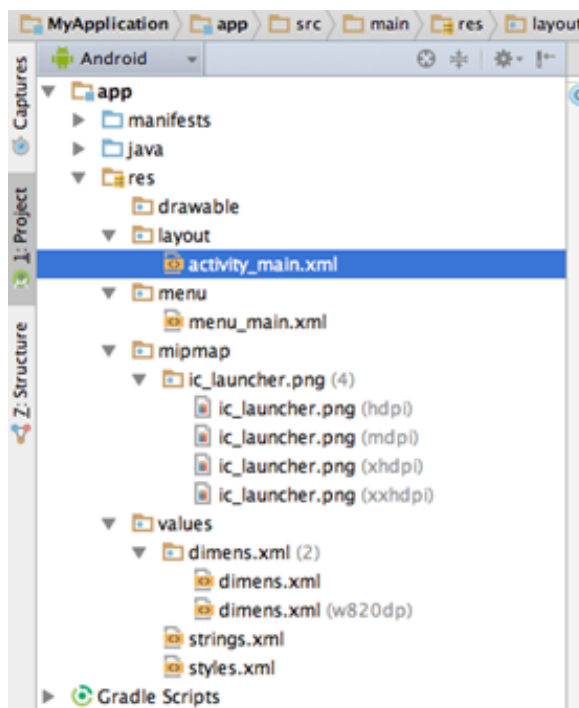 MyApplication app src main res layout
Android
Captures
1: Project
Z: Structure
app
manifests
java
res
drawable
layout
activity_main.xml
menu
menu_main.xml
mipmap
ic_launcher.png (4)
ic_launcher.png (hdpi)
ic_launcher.png (mdpi)
ic_launcher.png (xhdpi)
ic_launcher.png (xxhdpi)
values
dimens.xml (2)
dimens.xml
dimens.xml (w820dp)
strings.xml
styles.xml
Gradle Scripts